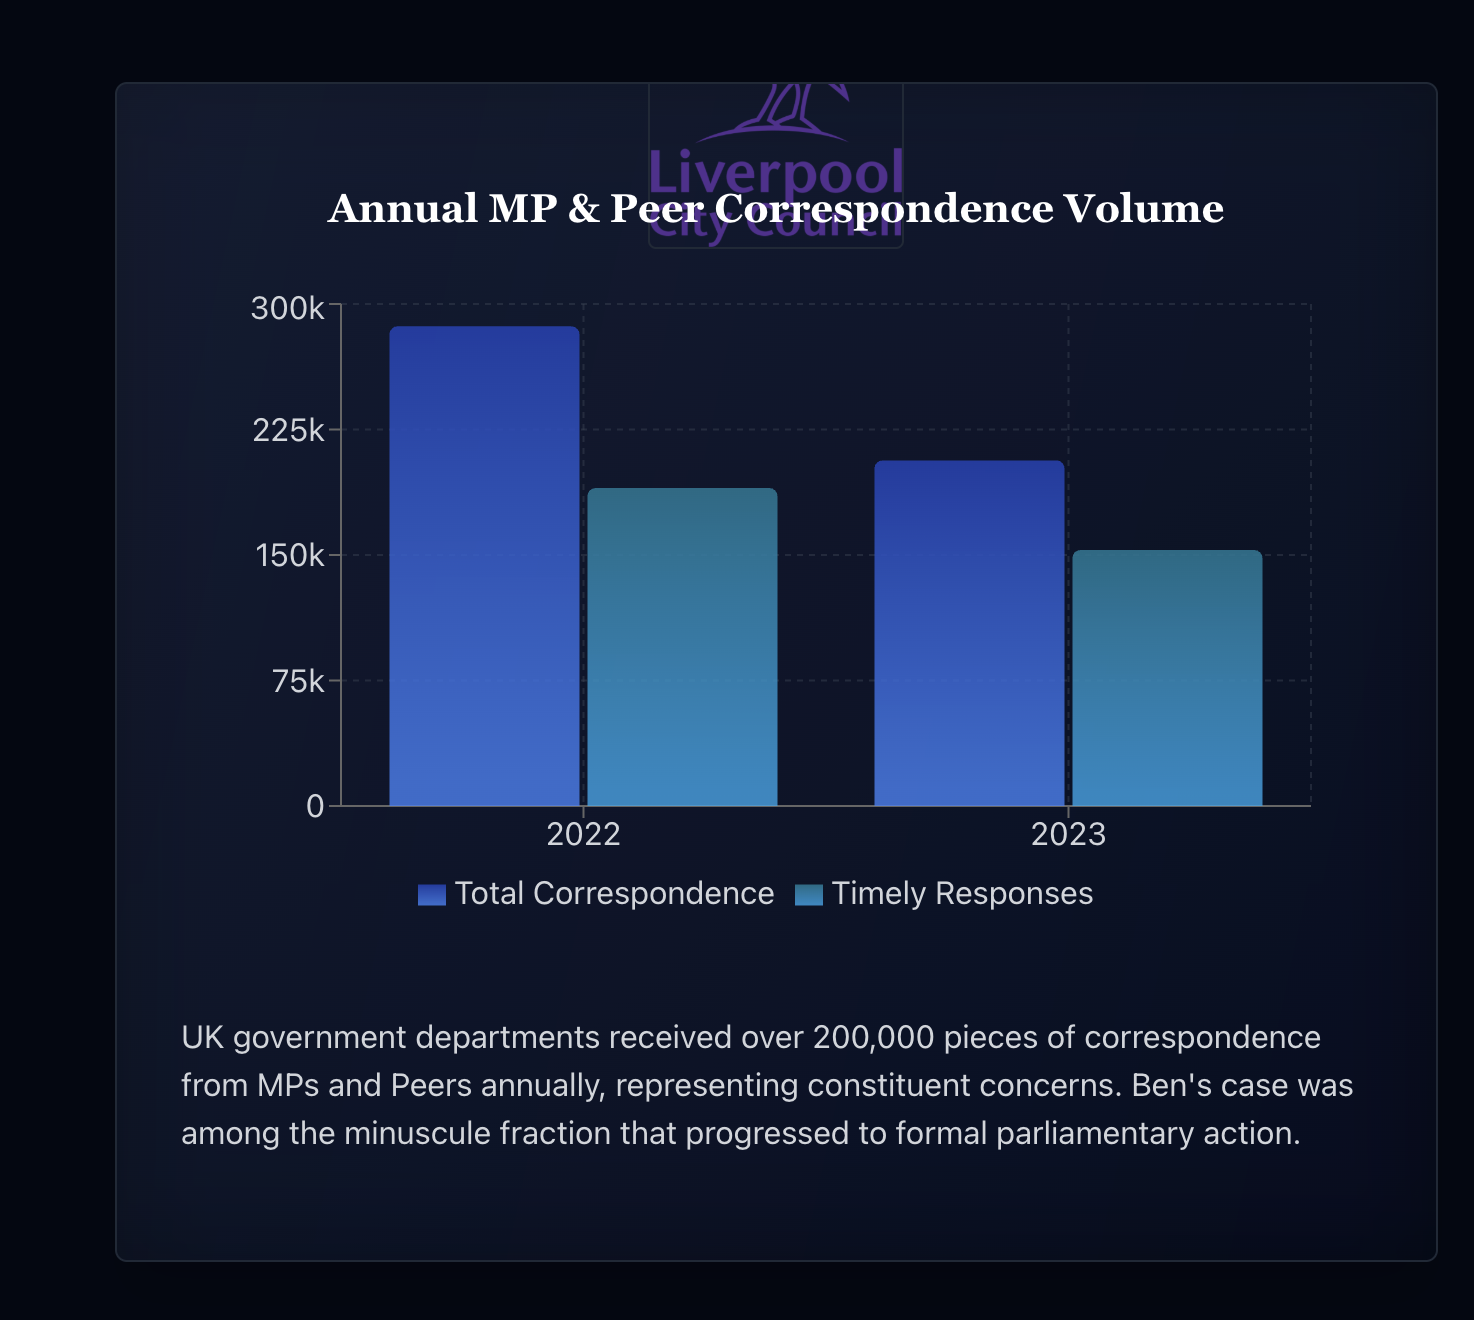 Liverpool
City Council
Annual MP & Peer Correspondence Volume
300k
225k
150k
75k
0
2022
2023
Total Correspondence
Timely Responses
UK government departments received over 200,000 pieces of correspondence
from MPs and Peers annually, representing constituent concerns. Ben's case was
among the minuscule fraction that progressed to formal parliamentary action.